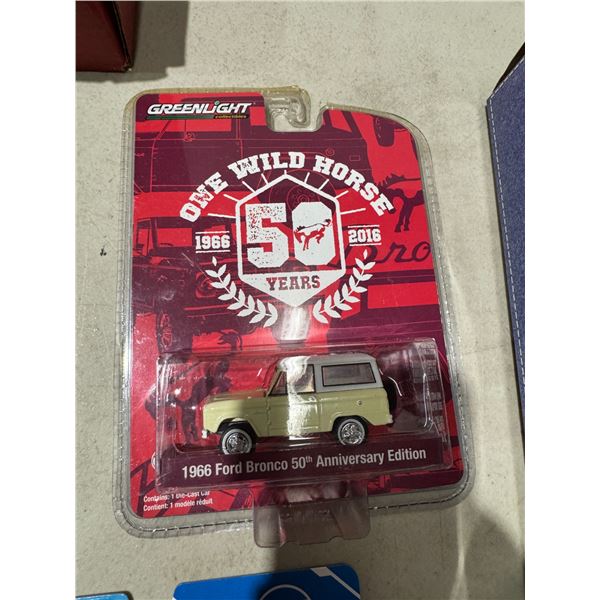 GREENLIGHT
collectibles
ONE WILD HORSE
1966 50 2016
YEARS
1966 Ford Bronco 50th Anniversary Edition
Contains: 1 Die-Cast Car
Contient: 1 modèle réduit